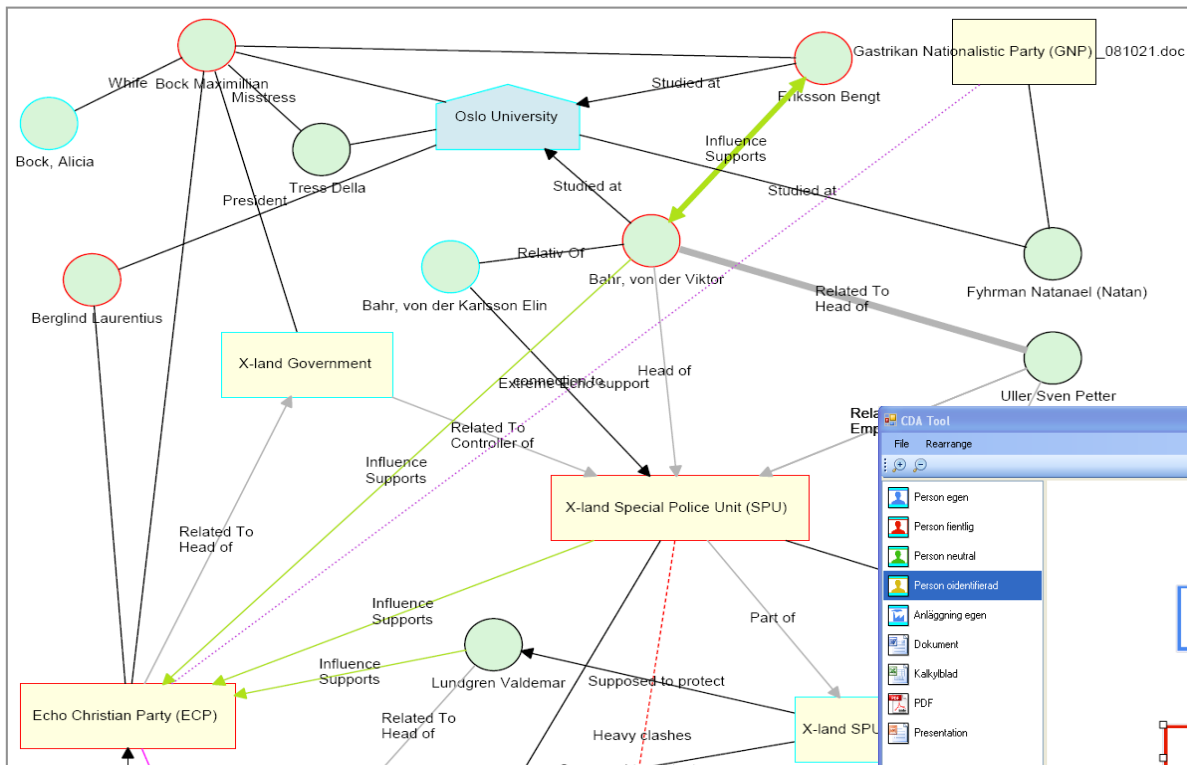 Gastrikan Nationalistic Party (GNP)_081021.doc
Whife
Bock Maximilian
Misstress
Studied at
Eriksson Bengt
Oslo University
Influence
Supports
Bock, Alicia
Tress Della
President
Studied at
Studied at
Relativ Of
Bahr, von der Viktor
Bahr, von der Karlsson Elin
Related To
Head of
Fyhrman Natanael (Natan)
Berglind Laurentius
X-land Government
Head of
connection to
Extreme Echo support
Uller Sven Petter
Related To
Controller of
Influence
Supports
X-land Special Police Unit (SPU)
Related To
Head of
Influence
Supports
Part of
Influence
Supports
Lundgren Valdemar
Supposed to protect
Echo Christian Party (ECP)
Related To
Head of
Heavy clashes
X-land SPU
CDA Tool
File
Rearrange
Person egen
Person fientlig
Person neutral
Person oidentifierad
Anläggning egen
Dokument
Kalkylblad
PDF
Presentation